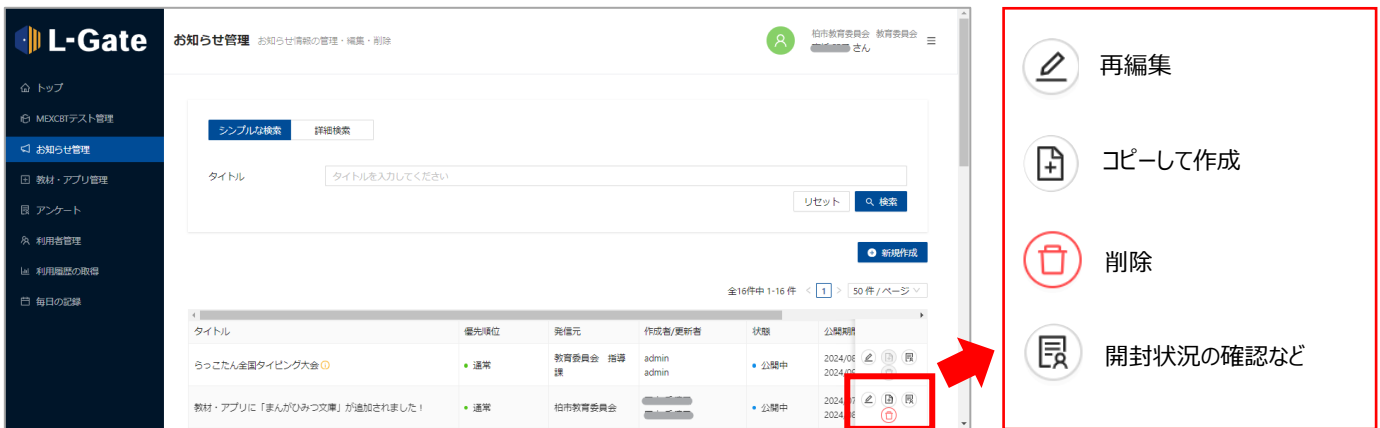 L-Gate
お知らせ管理 お知らせ情報の管理・編集・削除
A
柏市教育委員会 教育委員会
さん
トップ
MEXCBTテスト管理
お知らせ管理
教材・アプリ管理
アンケート
利用者管理
利用履歴の取得
毎日の記録
シンプルな検索 詳細検索
タイトル タイトルを入力してください
リセット 検索
新規作成
全16件中 1-16 件 < 1 > 50 件 / ページ
タイトル 優先順位 発信元 作成者/更新者 状態 公開期間
らっこたん全国タイピング大会 通常 教育委員会 指導課 admin admin 公開中 2024/08 2024/09
教材・アプリに「まんがひみつ文庫」が追加されました! 通常 柏市教育委員会 公開中 2024/07 2024/08
再編集
コピーして作成
削除
開封状況の確認など